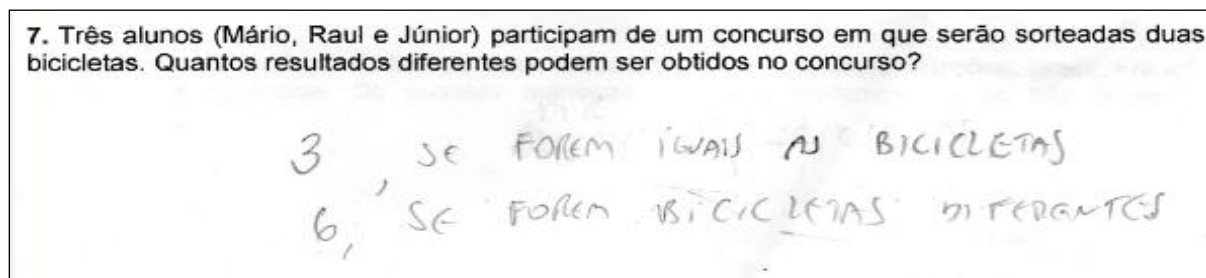 7. Três alunos (Mário, Raul e Júnior) participam de um concurso em que serão sorteadas duas
bicicletas. Quantos resultados diferentes podem ser obtidos no concurso?
3, SE FOREM IGUAIS AS BICICLETAS
6, SE FOREM BICICLETAS DIFERENTES